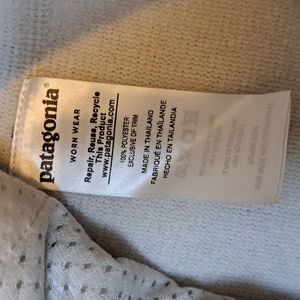 patagonia®
WORN WEAR
Repair, Reuse, Recycle
This Product
www.patagonia.com
100% POLYESTER
EXCLUSIVE OF TRIM
MADE IN THAILAND
FABRIQUÉ EN THAÏLANDE
HECHO EN TAILANDIA